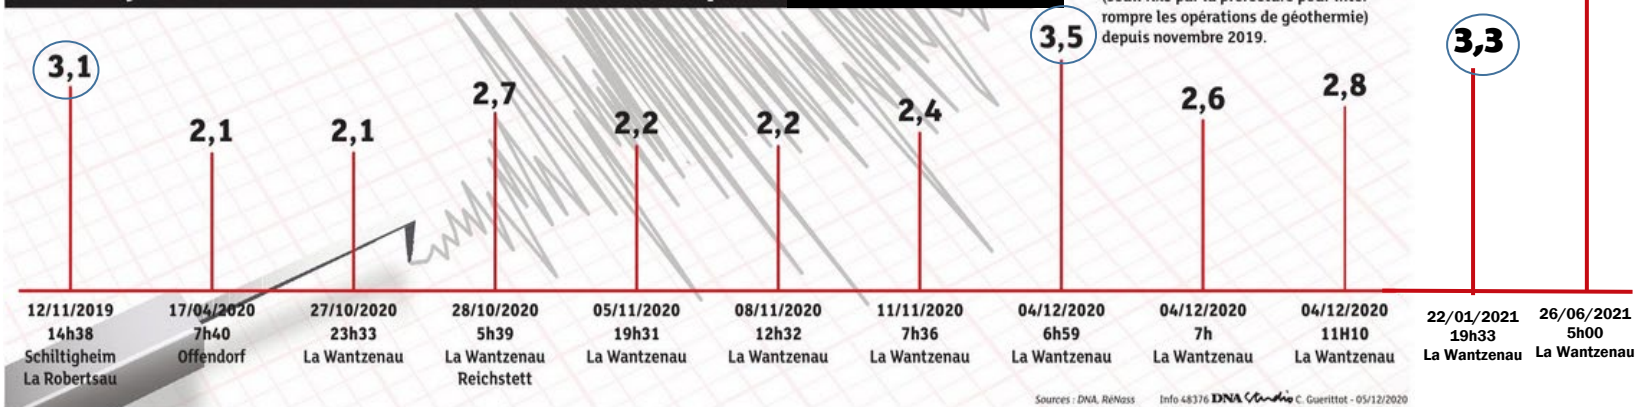 rompre les opérations de géothermie)
depuis novembre 2019.
3,1
2,1
2,1
2,7
2,2
2,2
2,4
3,5
2,6
2,8
3,3
12/11/2019
14h38
Schiltigheim
La Robertsau
17/04/2020
7h40
Offendorf
27/10/2020
23h33
La Wantzenau
28/10/2020
5h39
La Wantzenau
Reichstett
05/11/2020
19h31
La Wantzenau
08/11/2020
12h32
La Wantzenau
11/11/2020
7h36
La Wantzenau
04/12/2020
6h59
La Wantzenau
04/12/2020
7h
La Wantzenau
04/12/2020
11H10
La Wantzenau
22/01/2021
19h33
La Wantzenau
26/06/2021
5h00
La Wantzenau
Sources : DNA, RéNass Info 48376 DNA Studio C. Guerittot - 05/12/2020